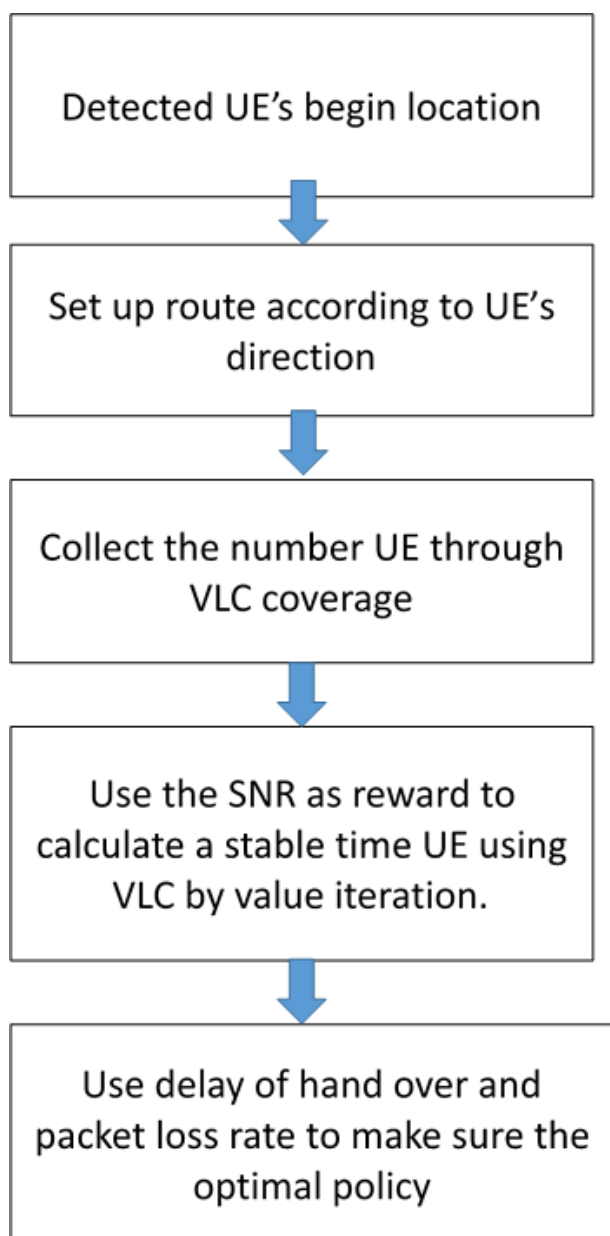 Detected UE's begin location
Set up route according to UE's
direction
Collect the number UE through
VLC coverage
Use the SNR as reward to
calculate a stable time UE using
VLC by value iteration.
Use delay of hand over and
packet loss rate to make sure the
optimal policy